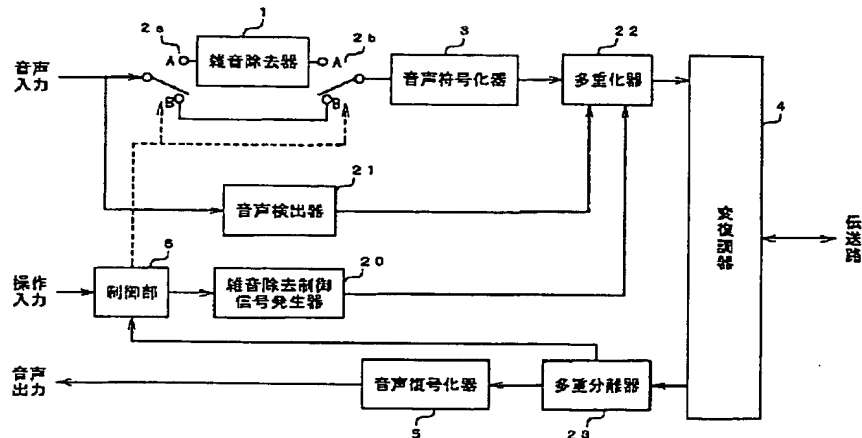 1
2a
A
雑音除去器
2b
A
3
22
音声
入力
音声符号化器
多重化器
B
B
4
21
音声検出器
変復調器
伝送路
6
20
操作
入力
制御部
雑音除去制御
信号発生器
音声
出力
音声復号化器
多重分離器
5
23